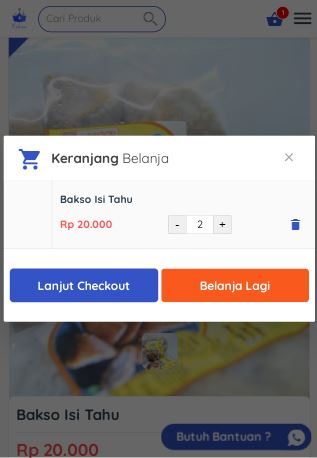 Cari Produk
1
Keranjang Belanja
×
Bakso Isi Tahu
Rp 20.000
- 2 +
Lanjut Checkout
Belanja Lagi
Bakso Isi Tahu
Butuh Bantuan ?
Rp 20.000